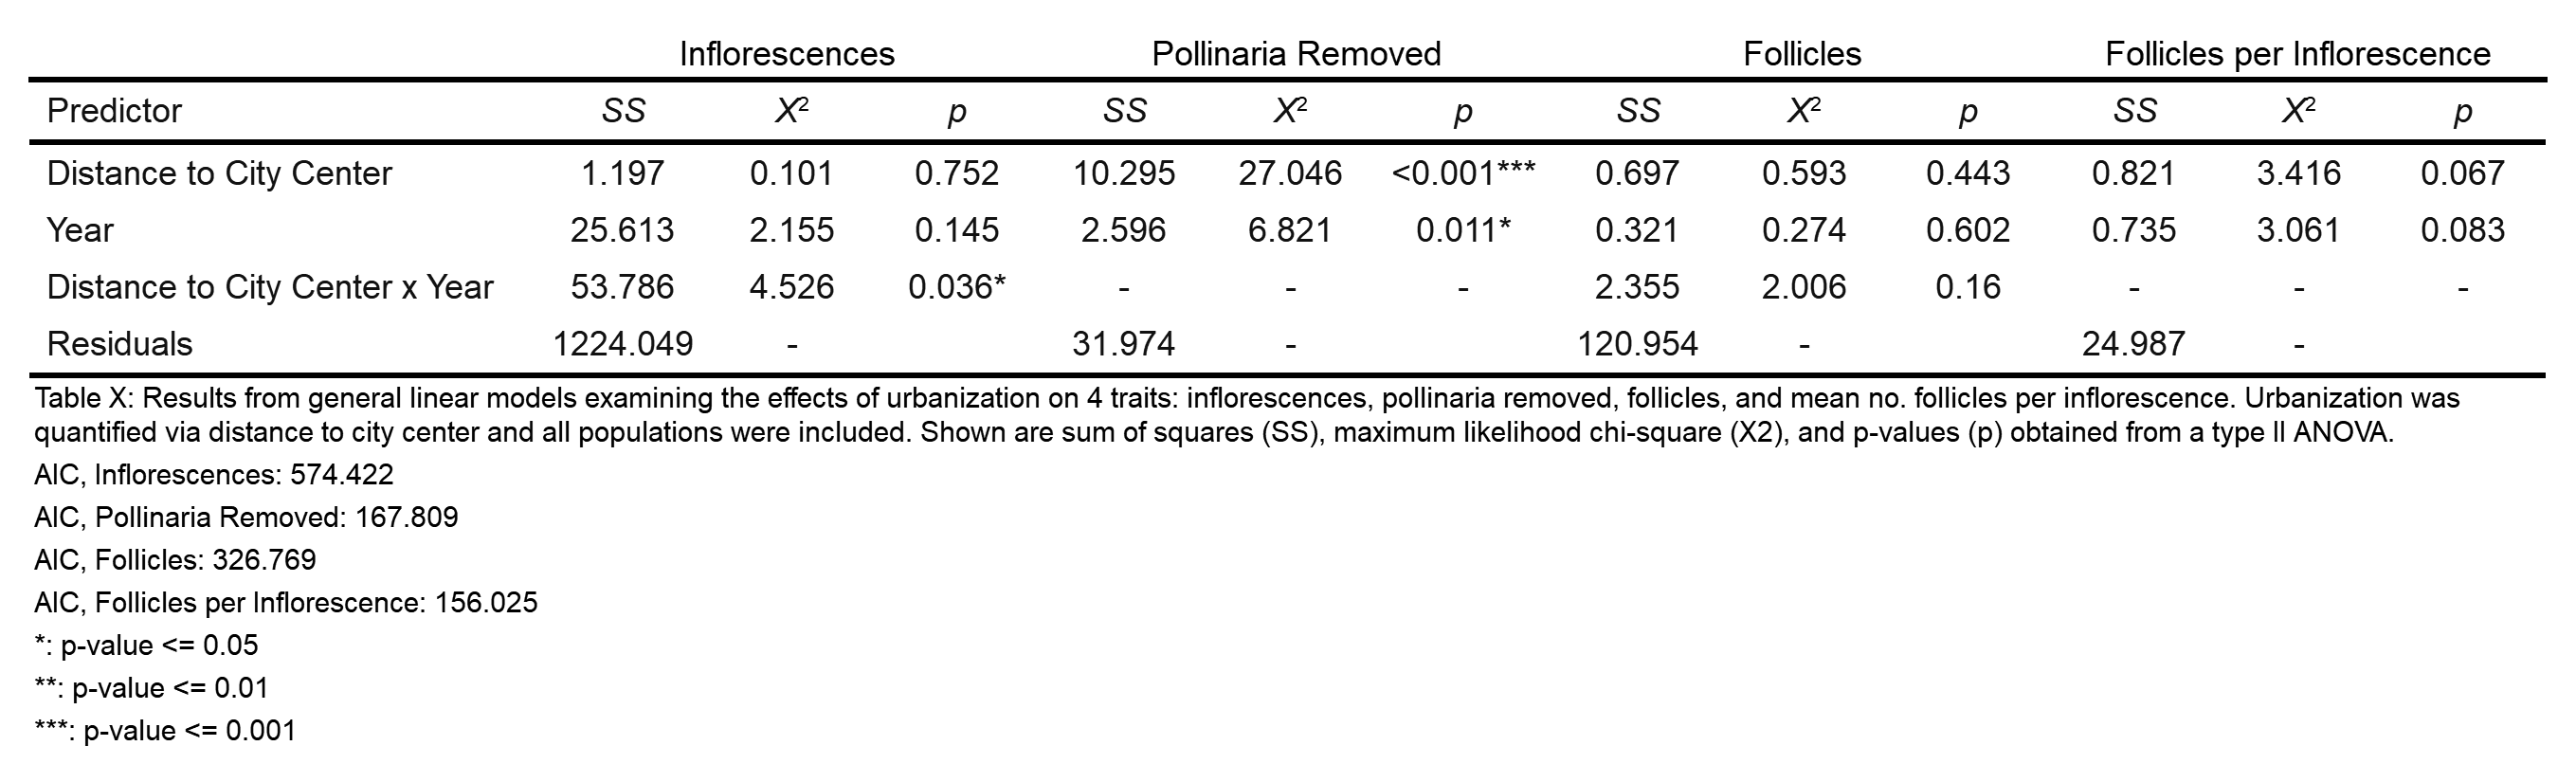 Inflorescences Pollinaria Removed Follicles Follicles per Inflorescence
Predictor SS X² p SS X² p SS X² p SS X² p
Distance to City Center 1.197 0.101 0.752 10.295 27.046 <0.001*** 0.697 0.593 0.443 0.821 3.416 0.067
Year 25.613 2.155 0.145 2.596 6.821 0.011* 0.321 0.274 0.602 0.735 3.061 0.083
Distance to City Center x Year 53.786 4.526 0.036* - - - 2.355 2.006 0.16 - - -
Residuals 1224.049 - 31.974 - 120.954 - 24.987 -
Table X: Results from general linear models examining the effects of urbanization on 4 traits: inflorescences, pollinaria removed, follicles, and mean no. follicles per inflorescence. Urbanization was
quantified via distance to city center and all populations were included. Shown are sum of squares (SS), maximum likelihood chi-square (X2), and p-values (p) obtained from a type II ANOVA.
AIC, Inflorescences: 574.422
AIC, Pollinaria Removed: 167.809
AIC, Follicles: 326.769
AIC, Follicles per Inflorescence: 156.025
*: p-value <= 0.05
**: p-value <= 0.01
***: p-value <= 0.001